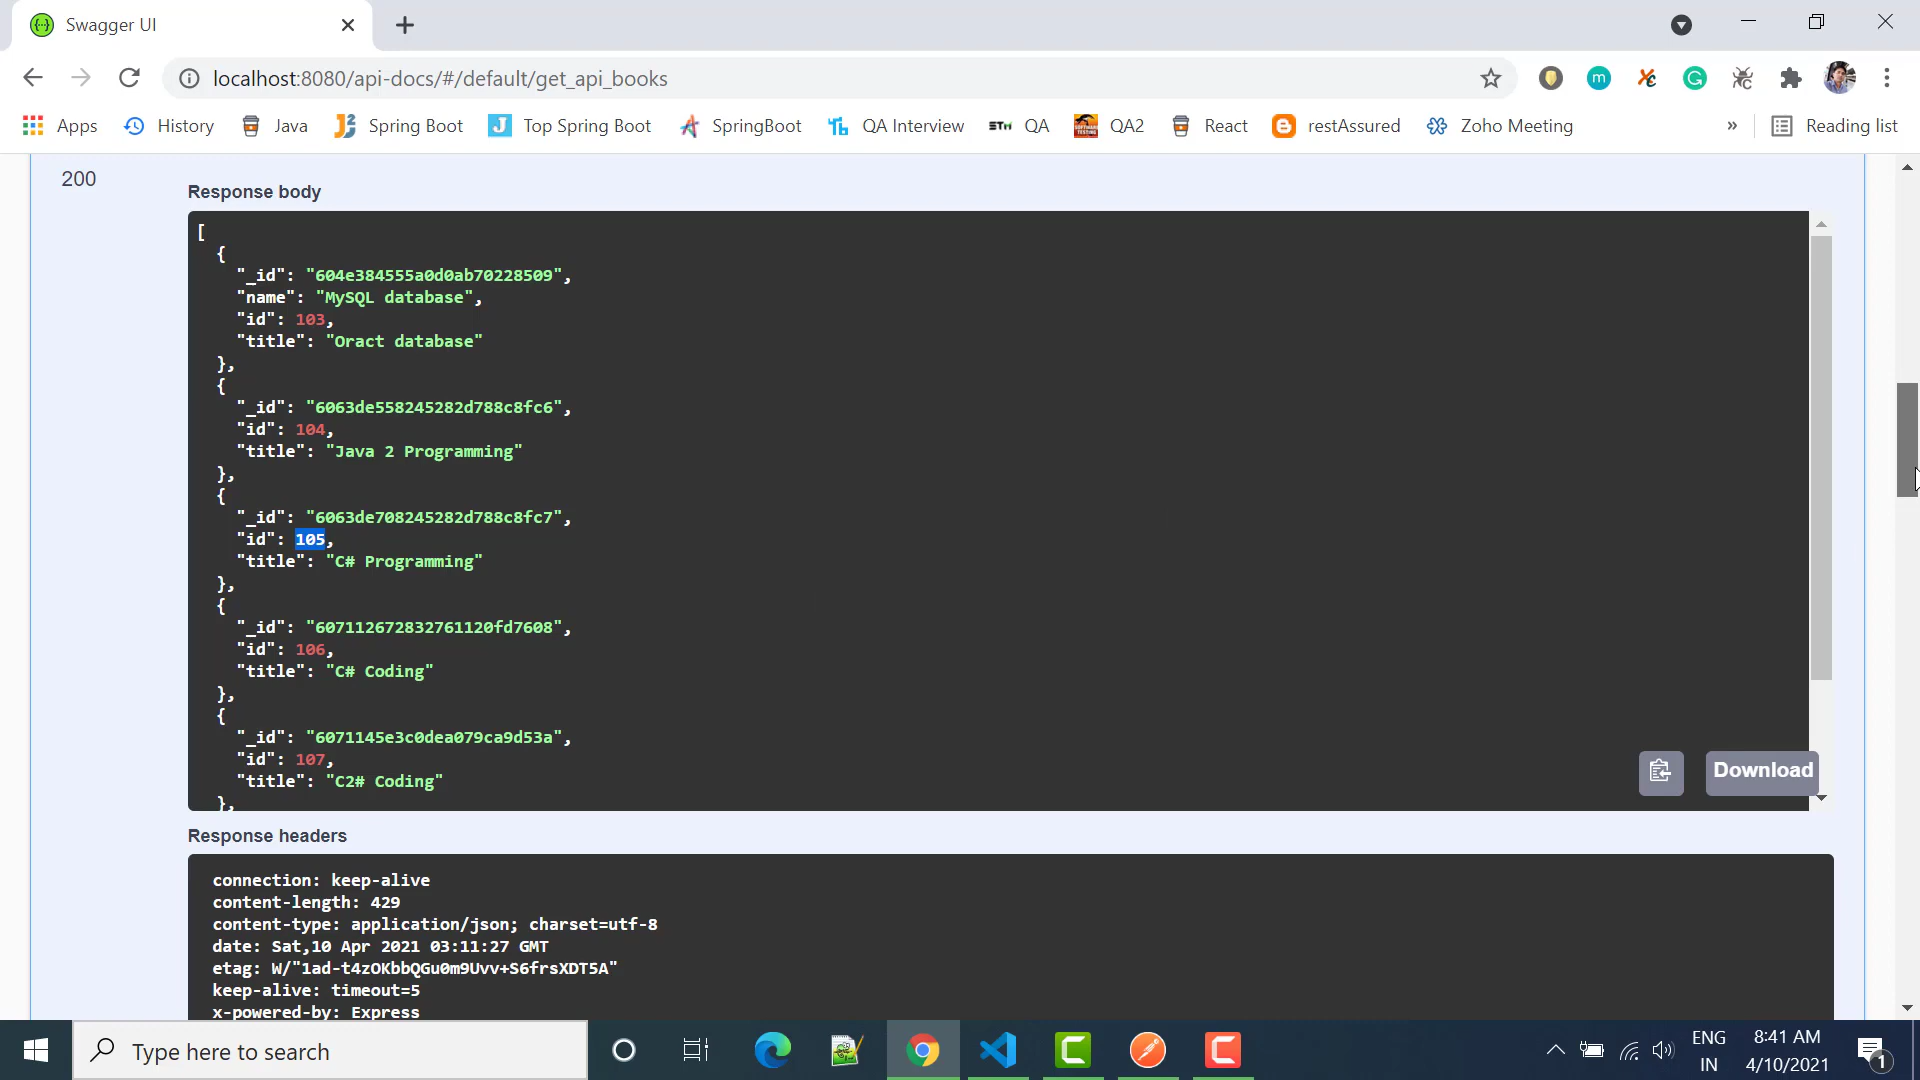 Swagger UI
localhost:8080/api-docs/#/default/get_api_books
Apps History Java Spring Boot Top Spring Boot SpringBoot QA Interview QA QA2 React restAssured Zoho Meeting » Reading list
200
Response body
[
{
"_id": "604e384555a0d0ab70228509",
"name": "MySQL database",
"id": 103,
"title": "Oract database"
},
{
"_id": "6063de558245282d788c8fc6",
"id": 104,
"title": "Java 2 Programming"
},
{
"_id": "6063de708245282d788c8fc7",
"id": 105,
"title": "C# Programming"
},
{
"_id": "607112672832761120fd7608",
"id": 106,
"title": "C# Coding"
},
{
"_id": "6071145e3c0dea079ca9d53a",
"id": 107,
"title": "C2# Coding"
},
Download
Response headers
connection: keep-alive
content-length: 429
content-type: application/json; charset=utf-8
date: Sat,10 Apr 2021 03:11:27 GMT
etag: W/"1ad-t4zOKbbQGu0m9Uvv+S6frsXDT5A"
keep-alive: timeout=5
x-powered-by: Express
Type here to search
ENG
IN
8:41 AM
4/10/2021
1